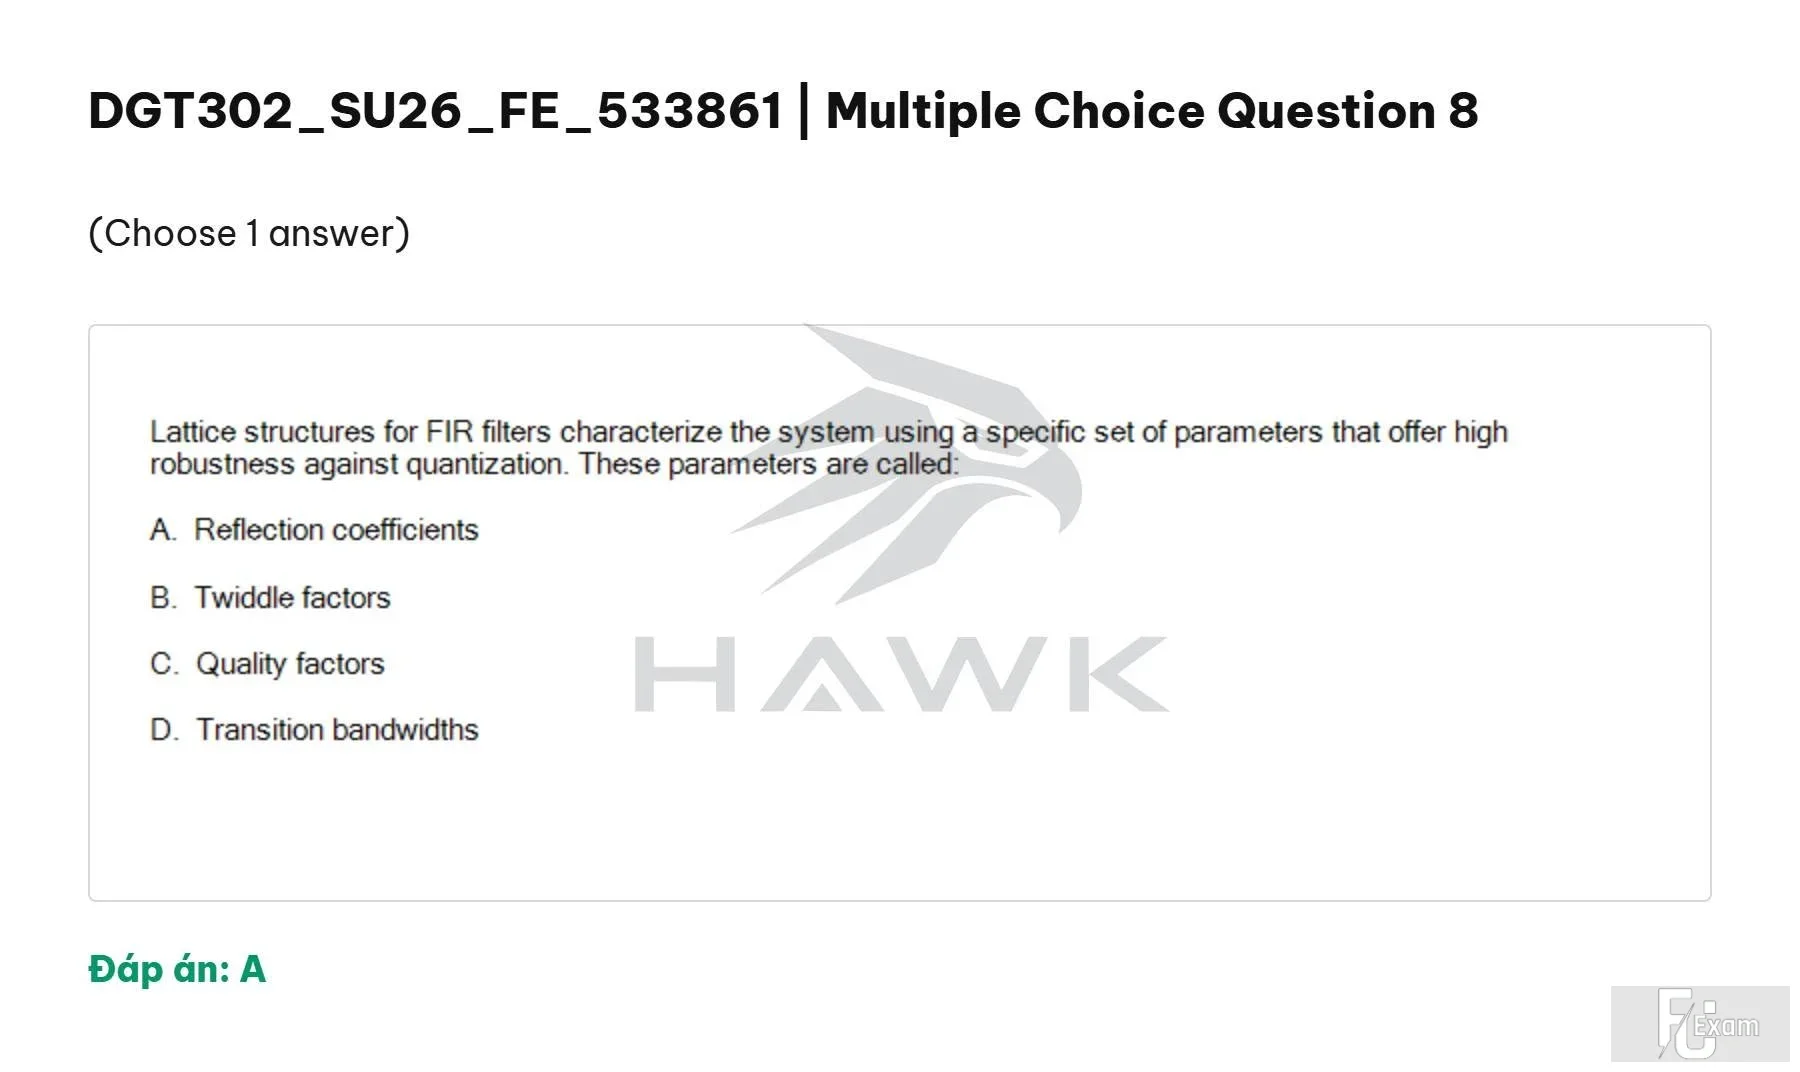 DGT302_SU26_FE_533861 | Multiple Choice Question 8
(Choose 1 answer)
Lattice structures for FIR filters characterize the system using a specific set of parameters that offer high
robustness against quantization. These parameters are called:
A. Reflection coefficients
B. Twiddle factors
C. Quality factors
D. Transition bandwidths
HAWK
Đáp án: A
FU Exam